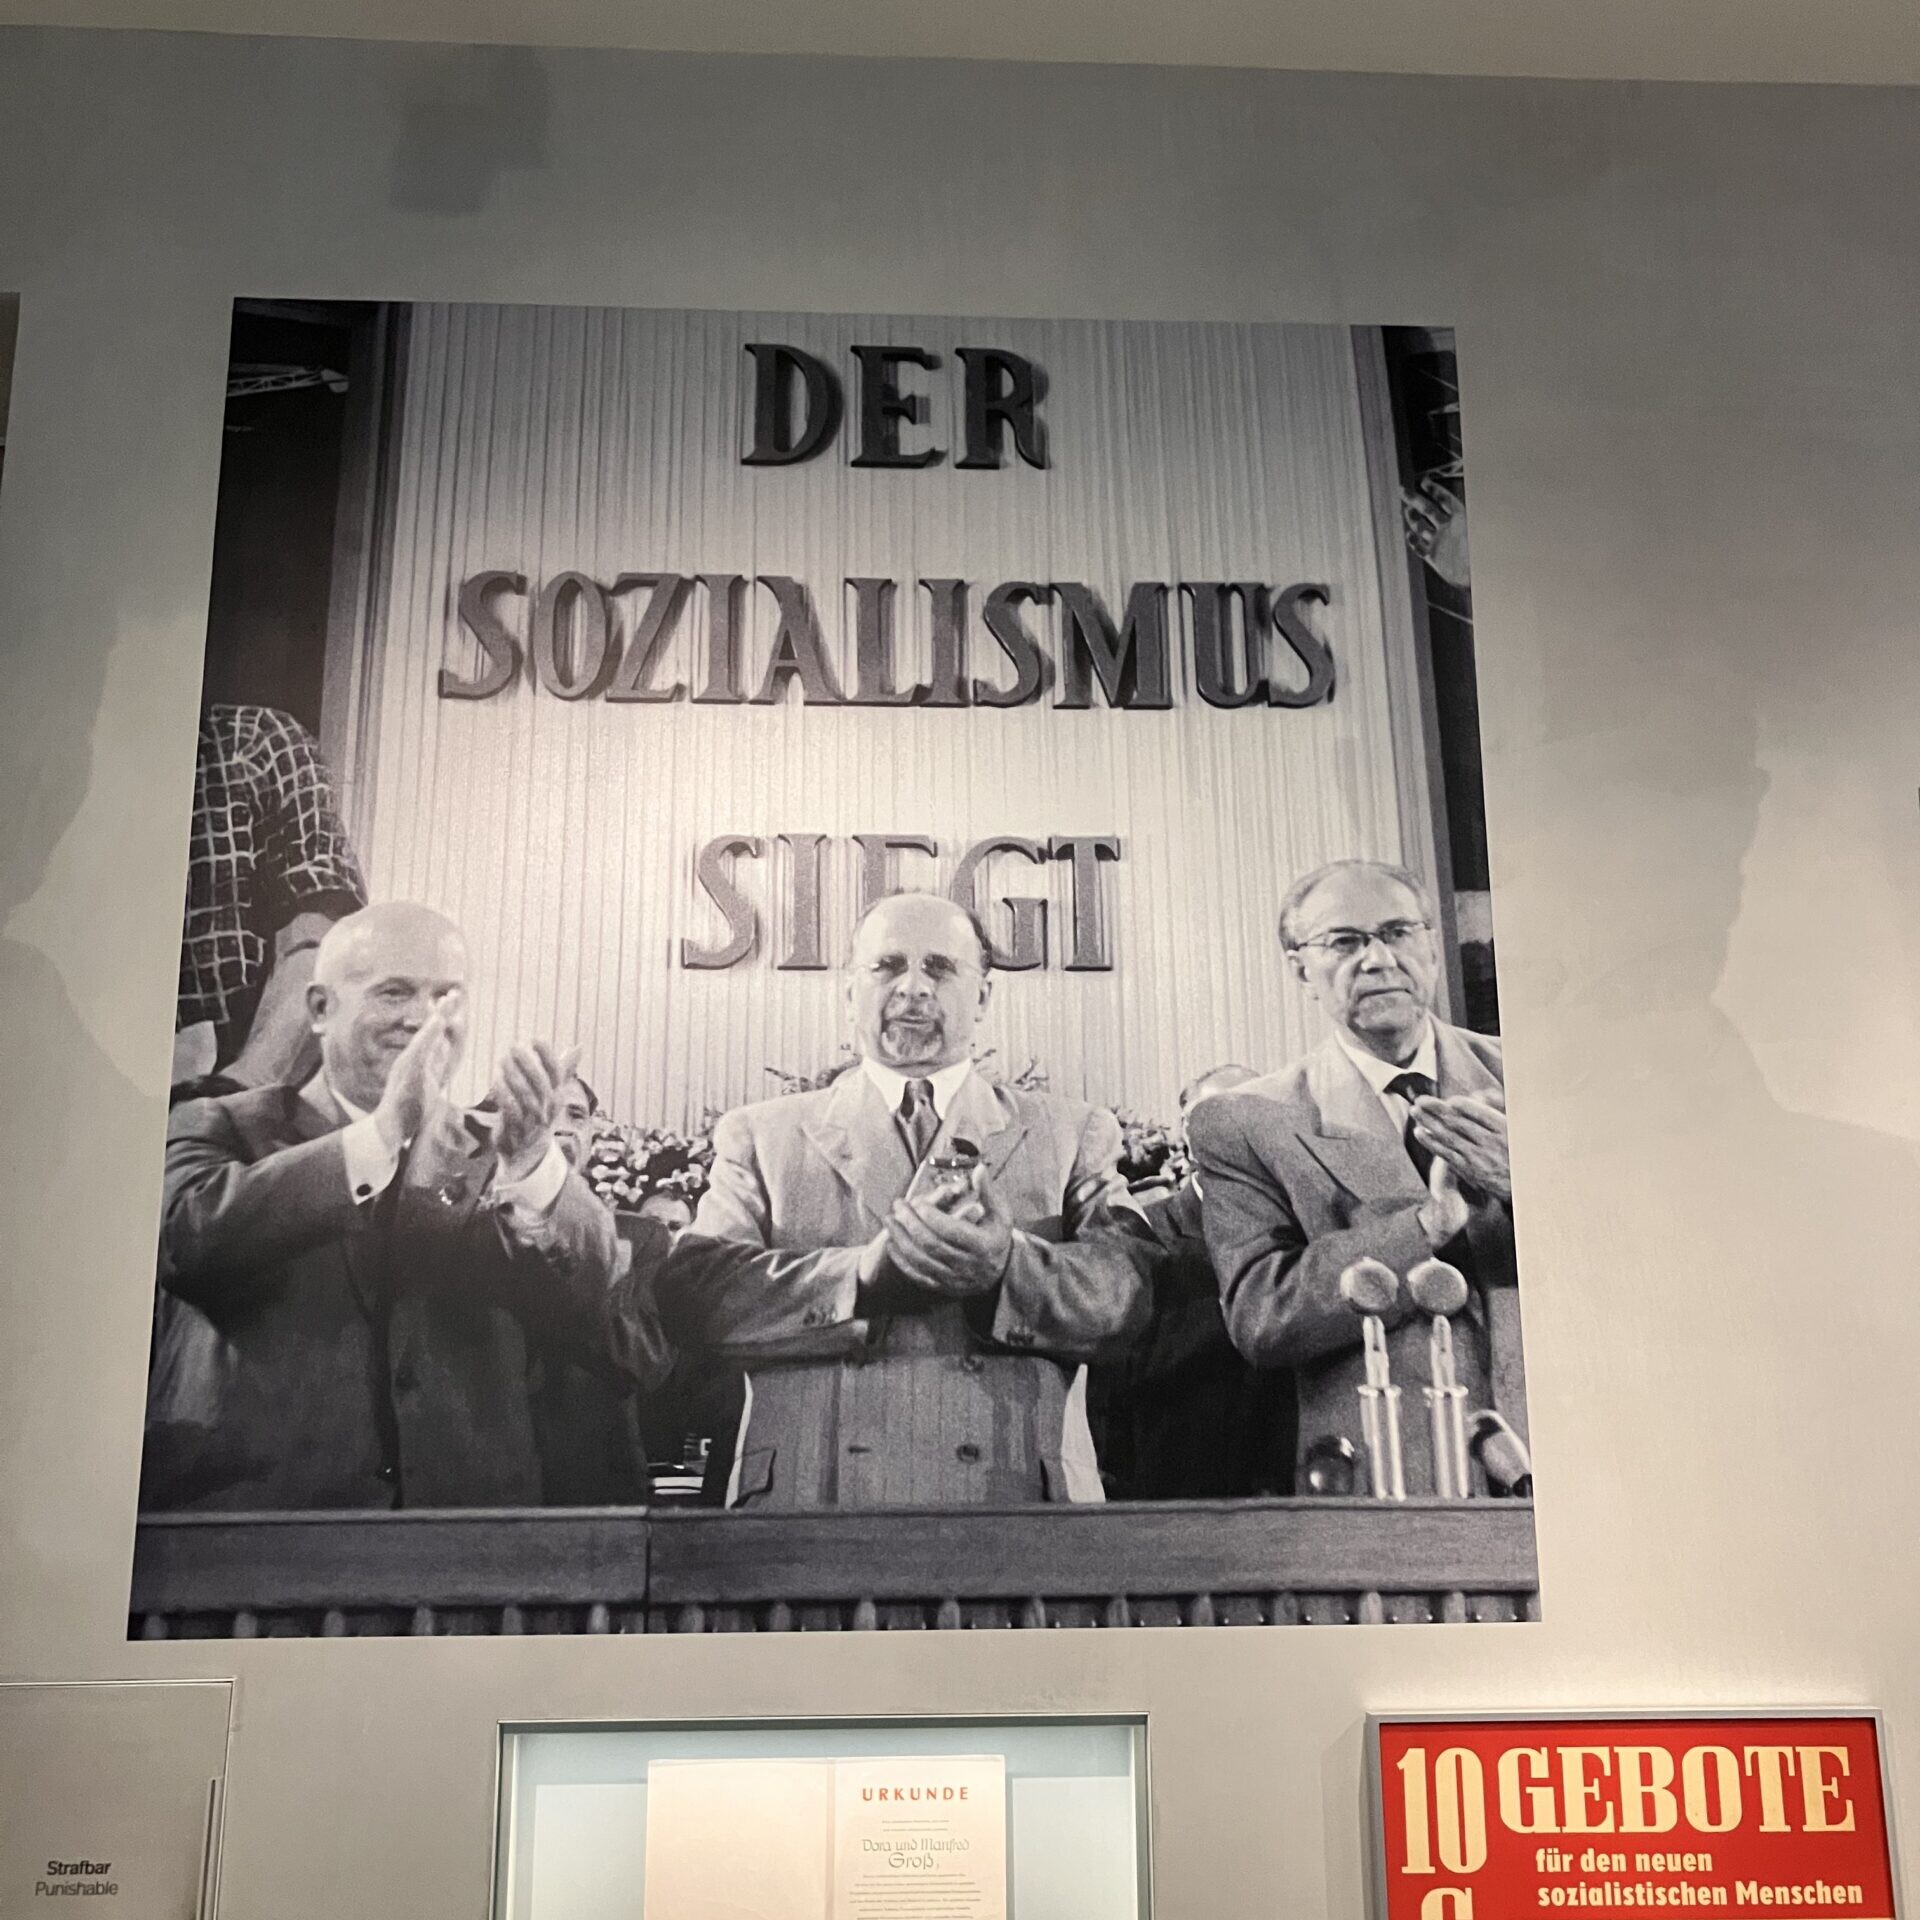 DER
SOZIALISMUS
SIEGT
Strafbar
Punishable
URKUNDE
Dora und Manfred
Groß,
10 GEBOTE
für den neuen
sozialistischen Menschen